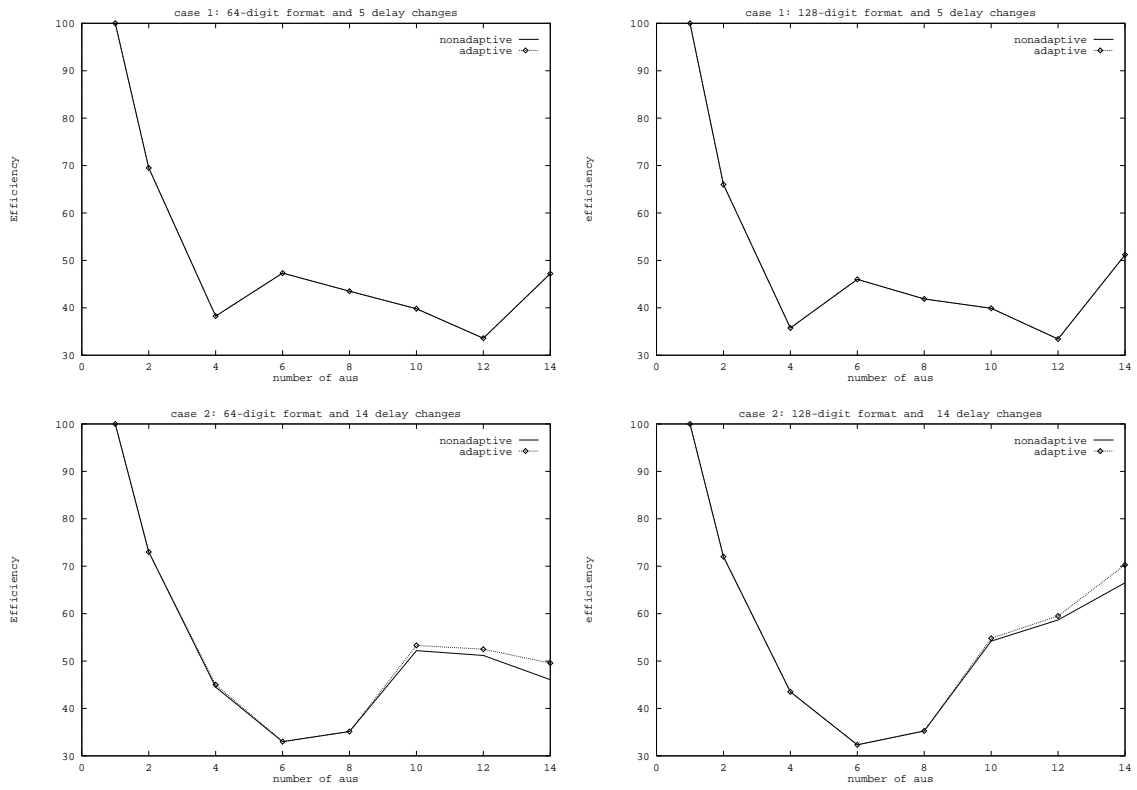 case 1: 64-digit format and 5 delay changes
100
90
80
70
60
50
40
30
Efficiency
nonadaptive
adaptive
0 2 4 6 8 10 12 14
number of aus
case 1: 128-digit format and 5 delay changes
100
90
80
70
60
50
40
30
efficiency
nonadaptive
adaptive
0 2 4 6 8 10 12 14
number of aus
case 2: 64-digit format and 14 delay changes
100
90
80
70
60
50
40
30
Efficiency
nonadaptive
adaptive
0 2 4 6 8 10 12 14
number of aus
case 2: 128-digit format and  14 delay changes
100
90
80
70
60
50
40
30
efficiency
nonadaptive
adaptive
0 2 4 6 8 10 12 14
number of aus